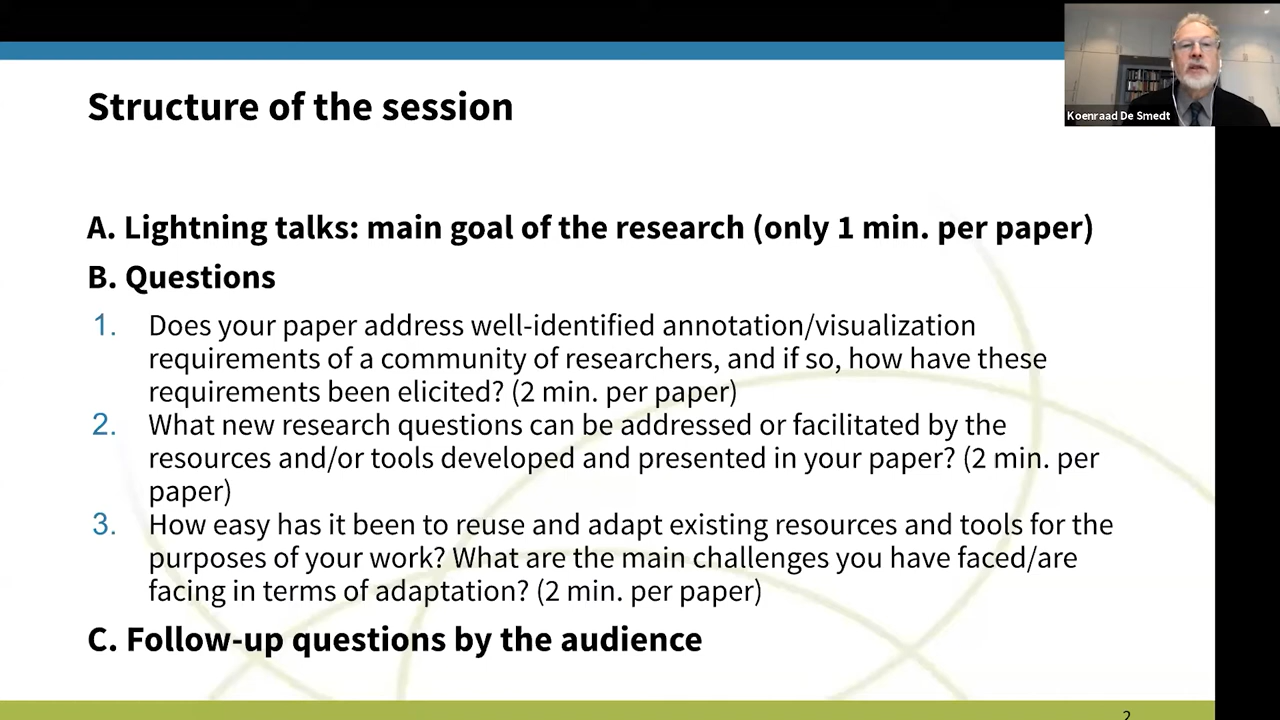 Structure of the session
Koenraad De Smedt
A. Lightning talks: main goal of the research (only 1 min. per paper)
B. Questions
1. Does your paper address well-identified annotation/visualization
requirements of a community of researchers, and if so, how have these
requirements been elicited? (2 min. per paper)
2. What new research questions can be addressed or facilitated by the
resources and/or tools developed and presented in your paper? (2 min. per
paper)
3. How easy has it been to reuse and adapt existing resources and tools for the
purposes of your work? What are the main challenges you have faced/are
facing in terms of adaptation? (2 min. per paper)
C. Follow-up questions by the audience
2